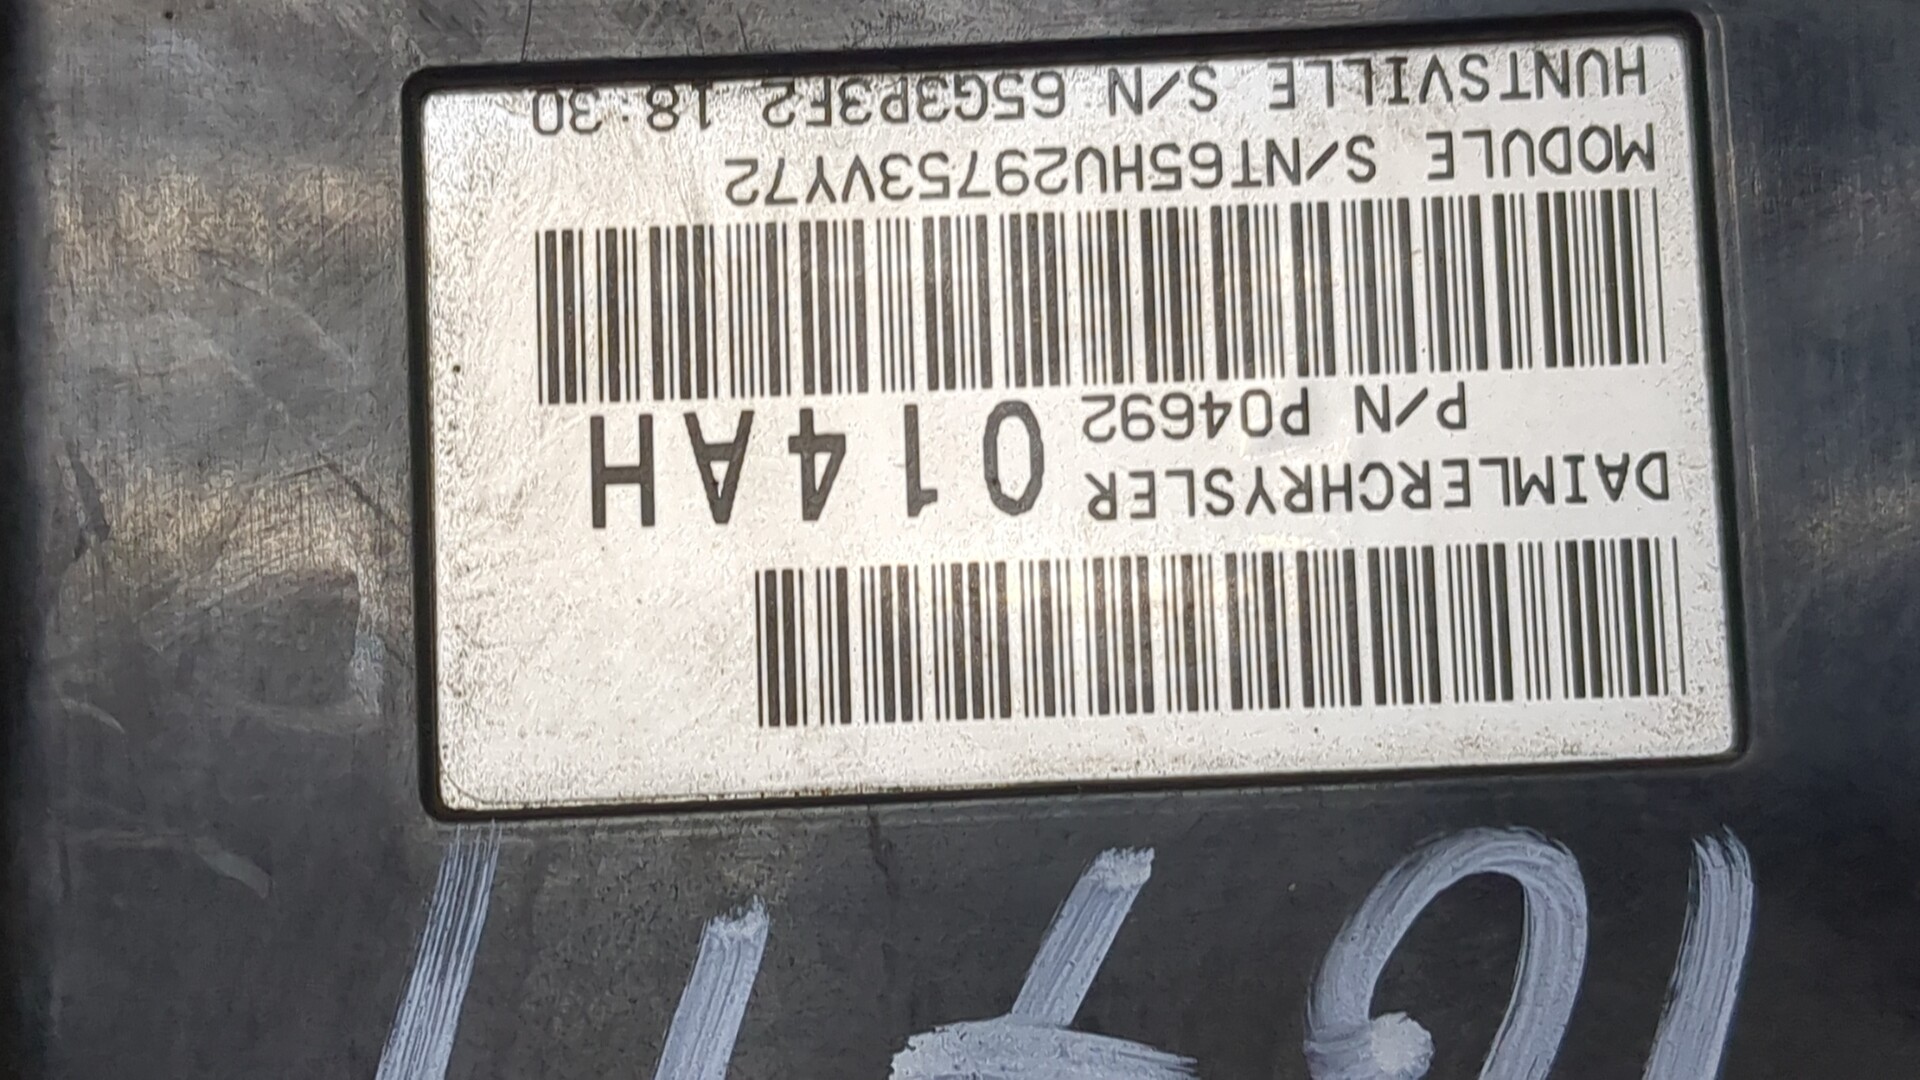 DAIMLERCHRYSLER
P/N P04692 014AH
MODULE S/NT65HU29753VY72
HUNTSVILLE S/N 65G3P3F2 18:30